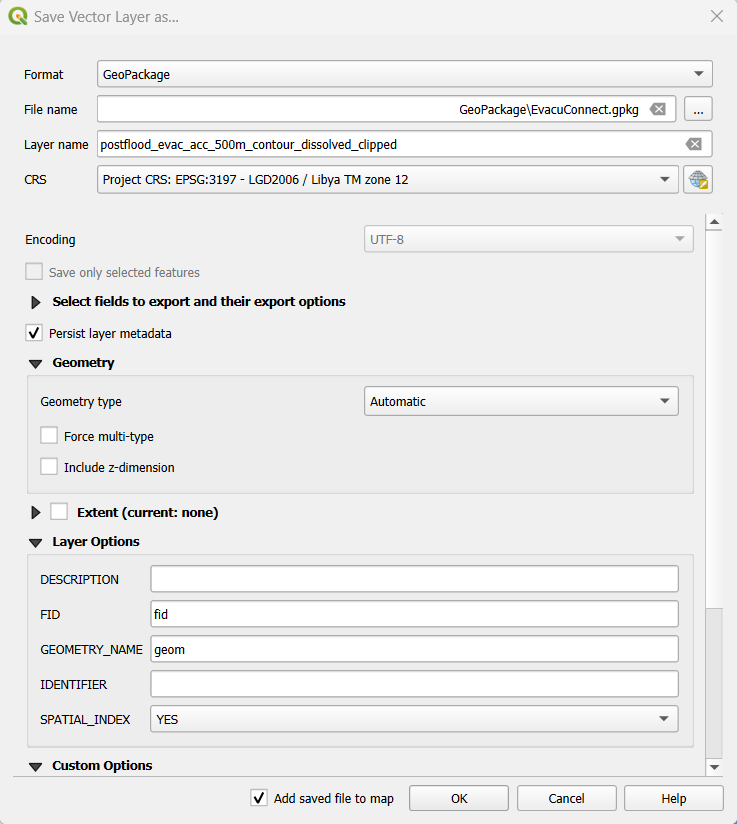 Save Vector Layer as...
Format GeoPackage
File name GeoPackage\EvacuConnect.gpkg ...
Layer name postflood_evac_acc_500m_contour_dissolved_clipped
CRS Project CRS: EPSG:3197 - LGD2006 / Libya TM zone 12
Encoding UTF-8
Save only selected features
Select fields to export and their export options
Persist layer metadata
Geometry
Geometry type Automatic
Force multi-type
Include z-dimension
Extent (current: none)
Layer Options
DESCRIPTION
FID fid
GEOMETRY_NAME geom
IDENTIFIER
SPATIAL_INDEX YES
Custom Options
Add saved file to map OK Cancel Help